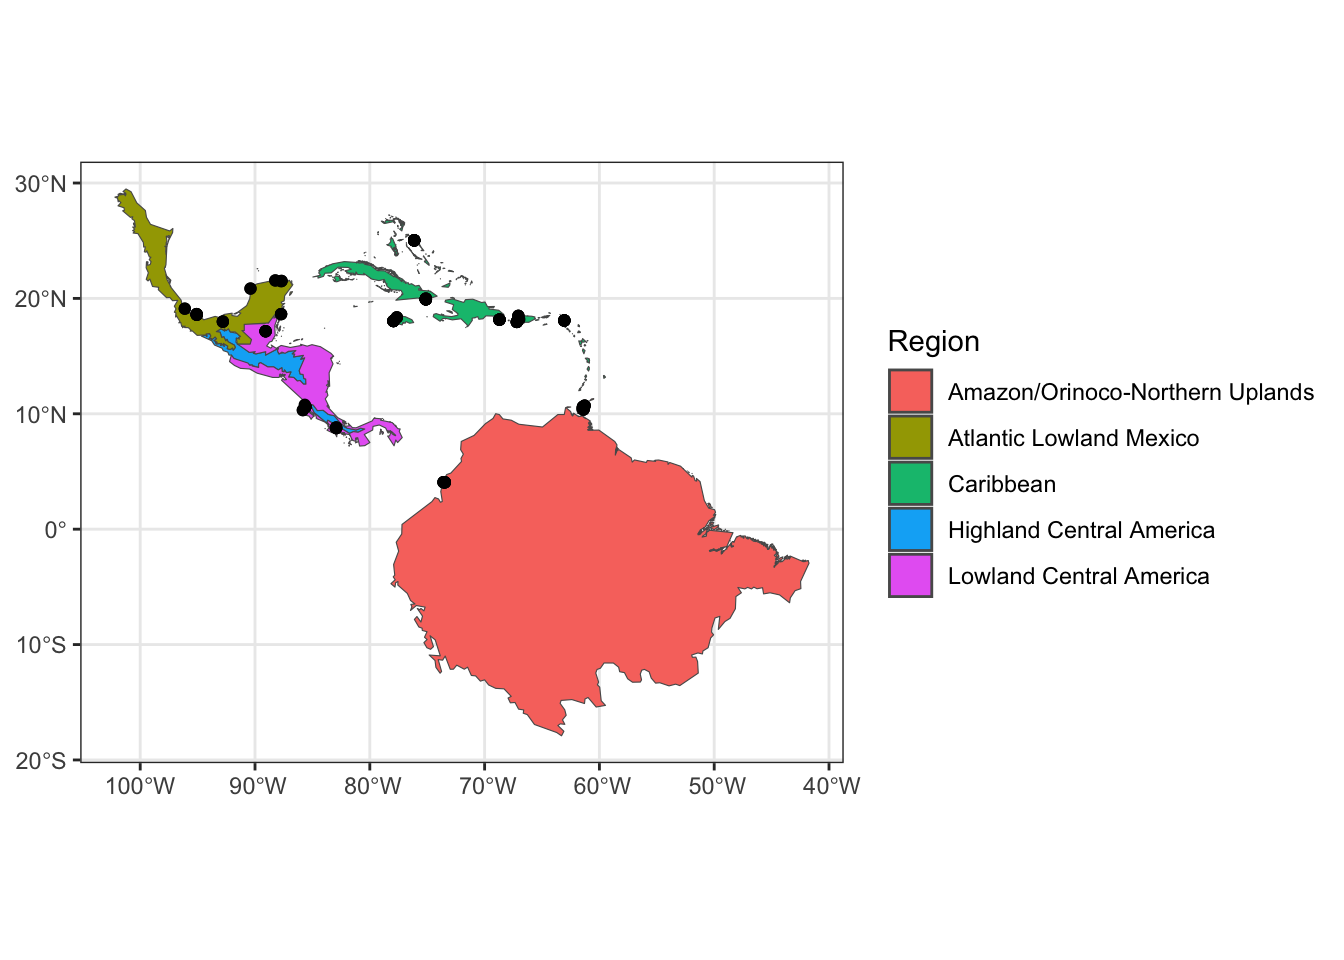 30°N
20°N
10°N
0°
10°S
20°S
100°W
90°W
80°W
70°W
60°W
50°W
40°W
Region
Amazon/Orinoco-Northern Uplands
Atlantic Lowland Mexico
Caribbean
Highland Central America
Lowland Central America